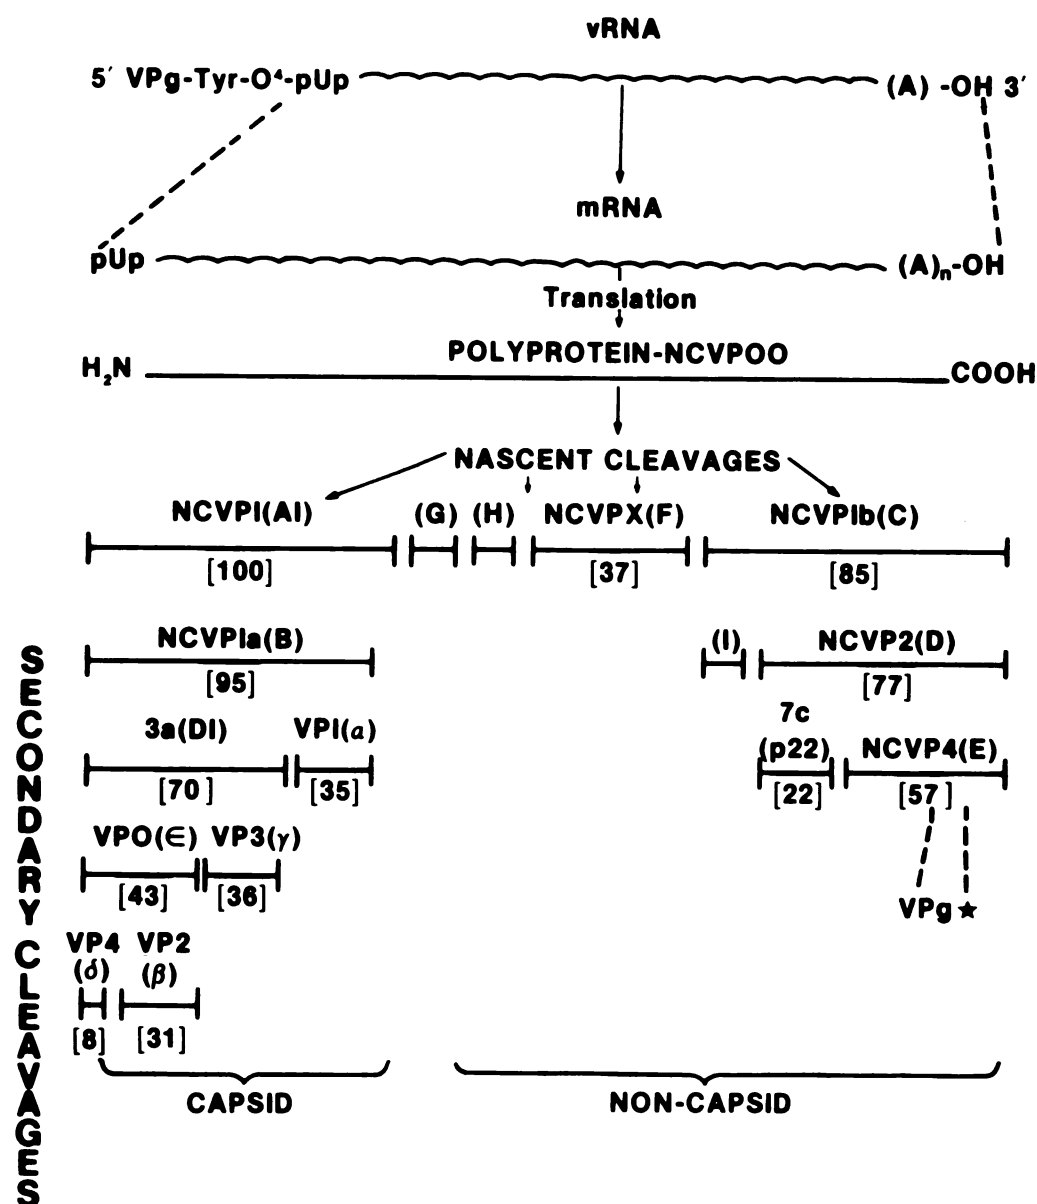 vRNA
5′ VPg-Tyr-O⁴-pUp (A) -OH 3′
mRNA
pUp (A)ₙ-OH
Translation
POLYPROTEIN-NCVPOO
H₂N COOH
NASCENT CLEAVAGES
NCVPI(AI) (G) (H) NCVPX(F) NCVPIb(C)
[100] [37] [85]
NCVPIa(B) (I) NCVP2(D)
[95] [77]
3a(DI) VPI(α) 7c (p22) NCVP4(E)
[70] [35] [22] [57]
VPO(∈) VP3(γ)
[43] [36] VPg★
VP4 VP2
(δ) (β)
[8] [31]
CAPSID NON-CAPSID
SECONDARY CLEAVAGES